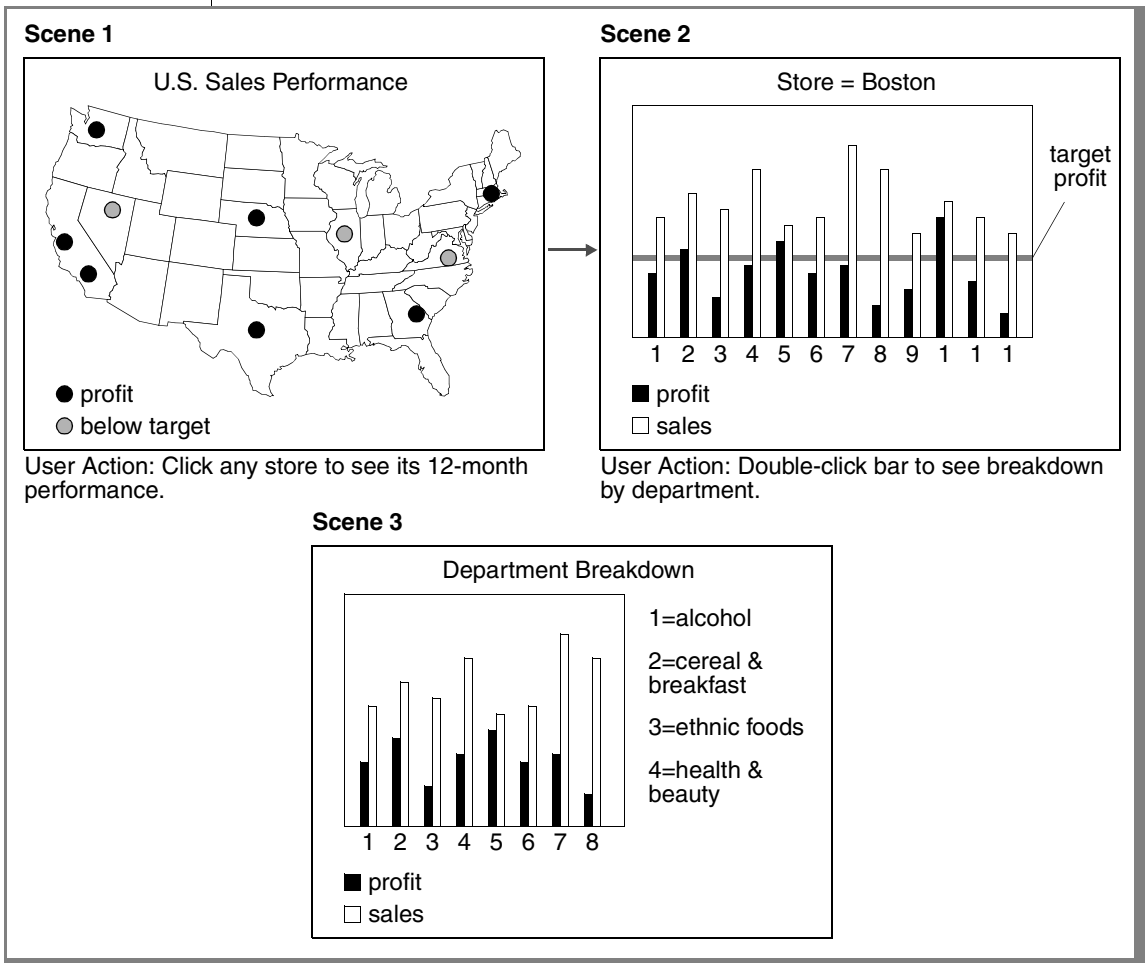 Scene 1
U.S. Sales Performance
profit
below target
User Action: Click any store to see its 12-month
performance.
Scene 2
Store = Boston
target
profit
1 2 3 4 5 6 7 8 9 1 1 1
profit
sales
User Action: Double-click bar to see breakdown
by department.
Scene 3
Department Breakdown
1=alcohol
2=cereal &
breakfast
3=ethnic foods
4=health &
beauty
1 2 3 4 5 6 7 8
profit
sales